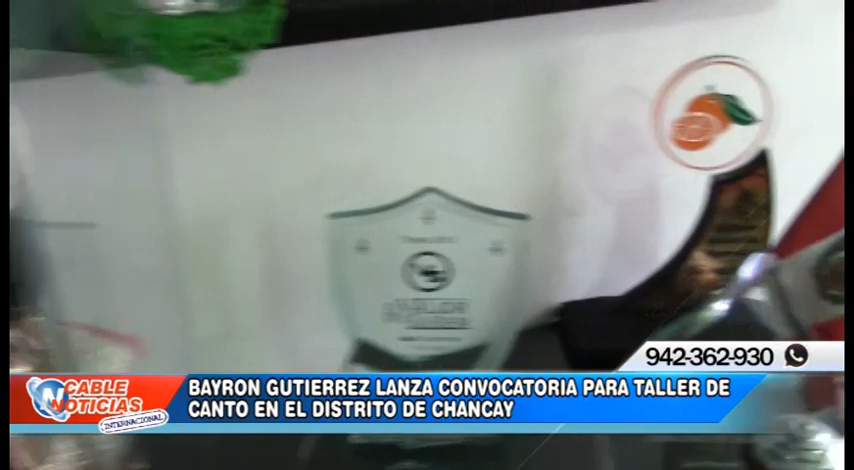 942-362-930
CABLE
NOTICIAS
INTERNACIONAL
BAYRON GUTIERREZ LANZA CONVOCATORIA PARA TALLER DE
CANTO EN EL DISTRITO DE CHANCAY